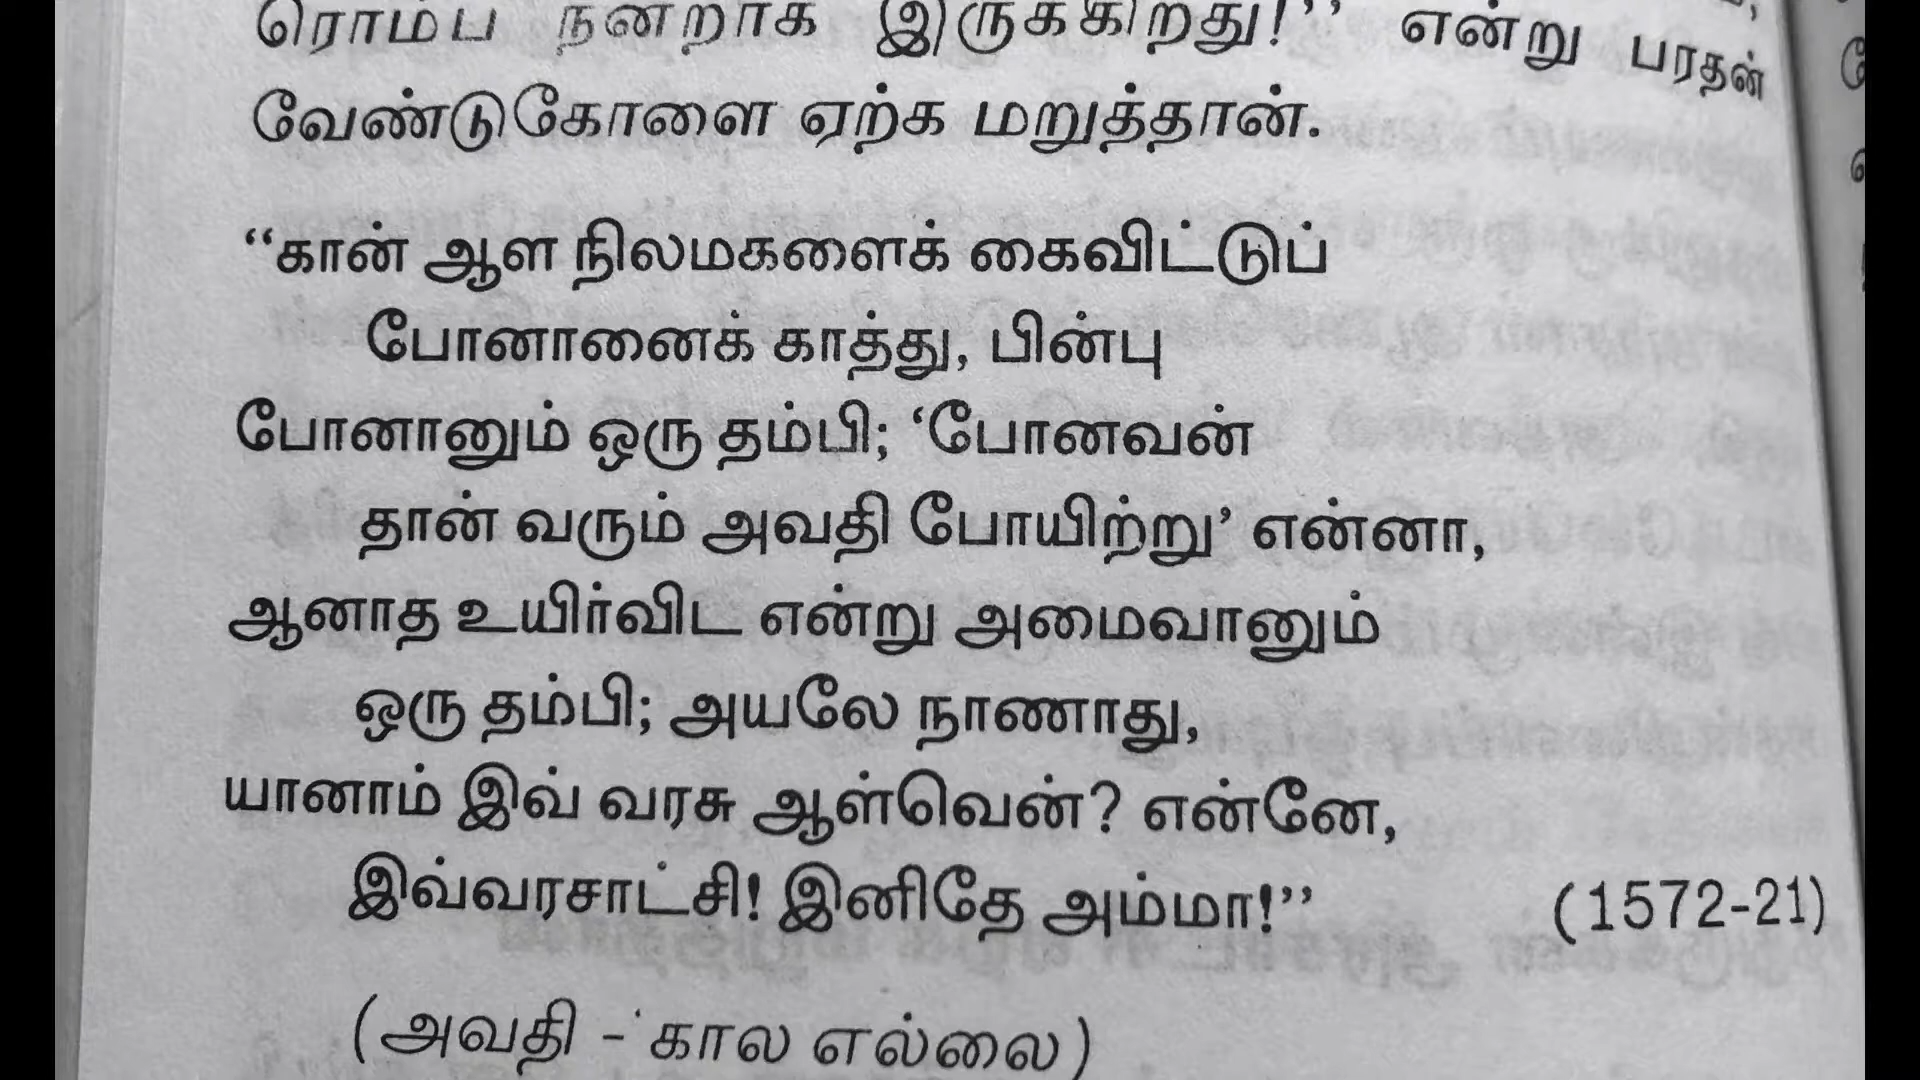 ரொம்ப நன்றாக இருக்கிறது!’’ என்று பரதன்
வேண்டுகோளை ஏற்க மறுத்தான்.
“கான் ஆள நிலமகளைக் கைவிட்டுப்
போனானைக் காத்து, பின்பு
போனானும் ஒரு தம்பி; ‘போனவன்
தான் வரும் அவதி போயிற்று’ என்னா,
ஆனாத உயிர்விட என்று அமைவானும்
ஒரு தம்பி; அயலே நாணாது,
யானாம் இவ் வரசு ஆள்வென்? என்னே,
இவ்வரசாட்சி! இனிதே அம்மா!’’ (1572-21)
(அவதி - கால எல்லை)